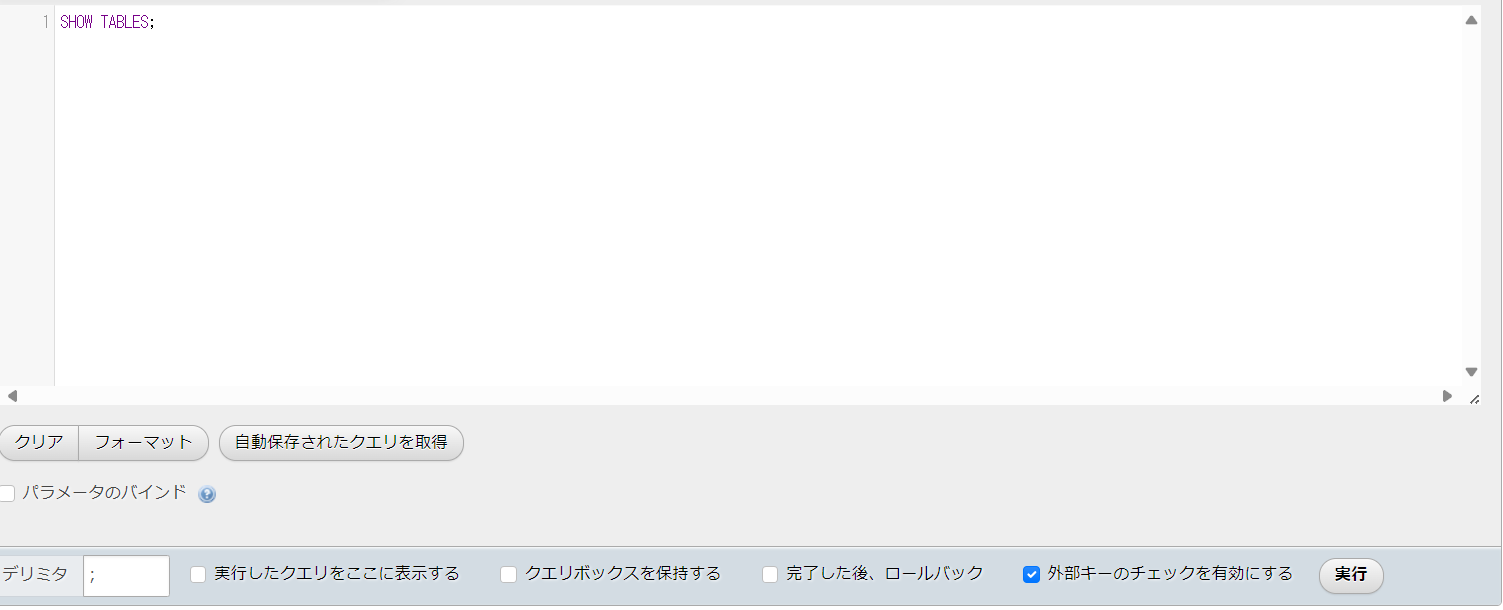 1 SHOW TABLES;
クリア フォーマット 自動保存されたクエリを取得
パラメータのバインド
デリミタ ; 実行したクエリをここに表示する クエリボックスを保持する 完了した後、ロールバック 外部キーのチェックを有効にする 実行